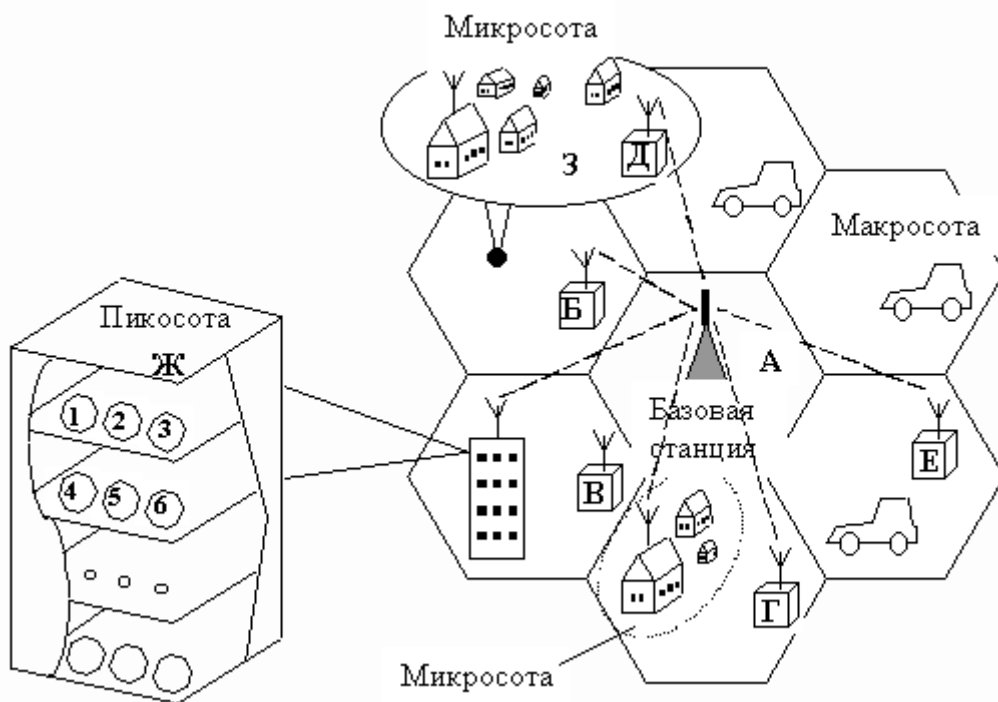 Микросота
З
Д
Макросота
Б
Пикосота
Ж
А
1 2 3
Базовая
станция
Е
4 5 6
В
Г
Микросота